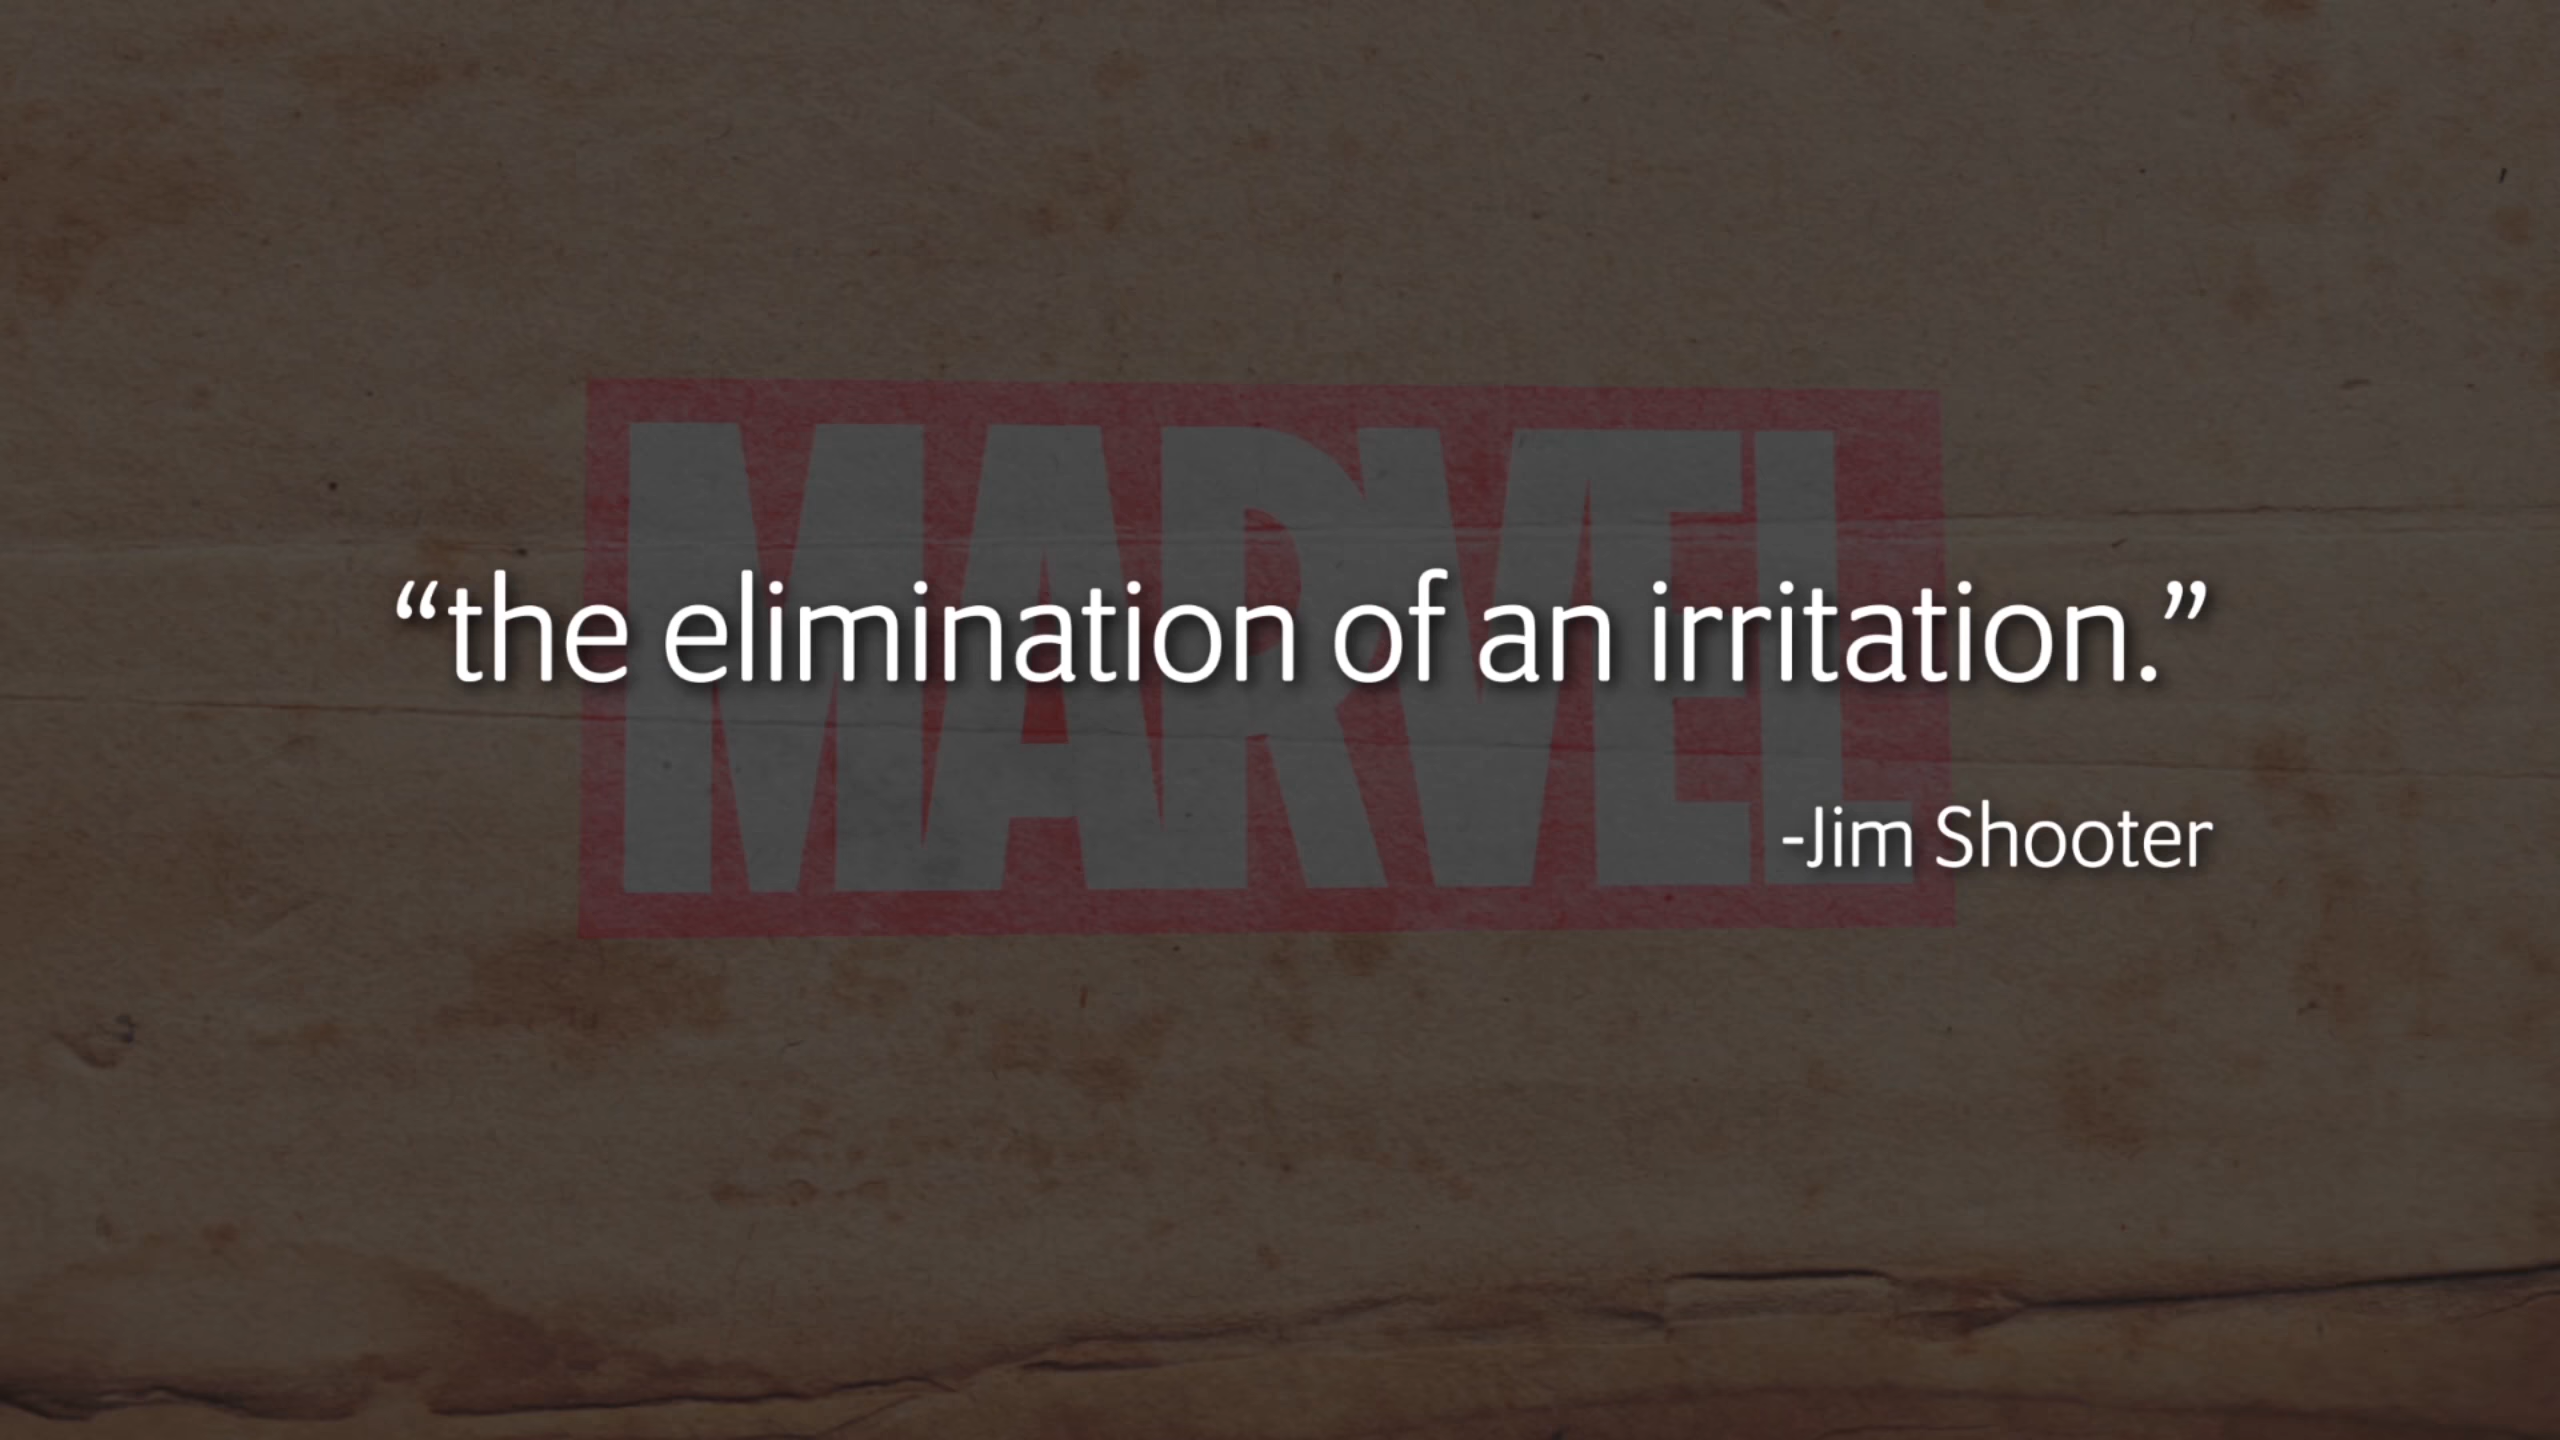 MARVEL
“the elimination of an irritation.”
-Jim Shooter